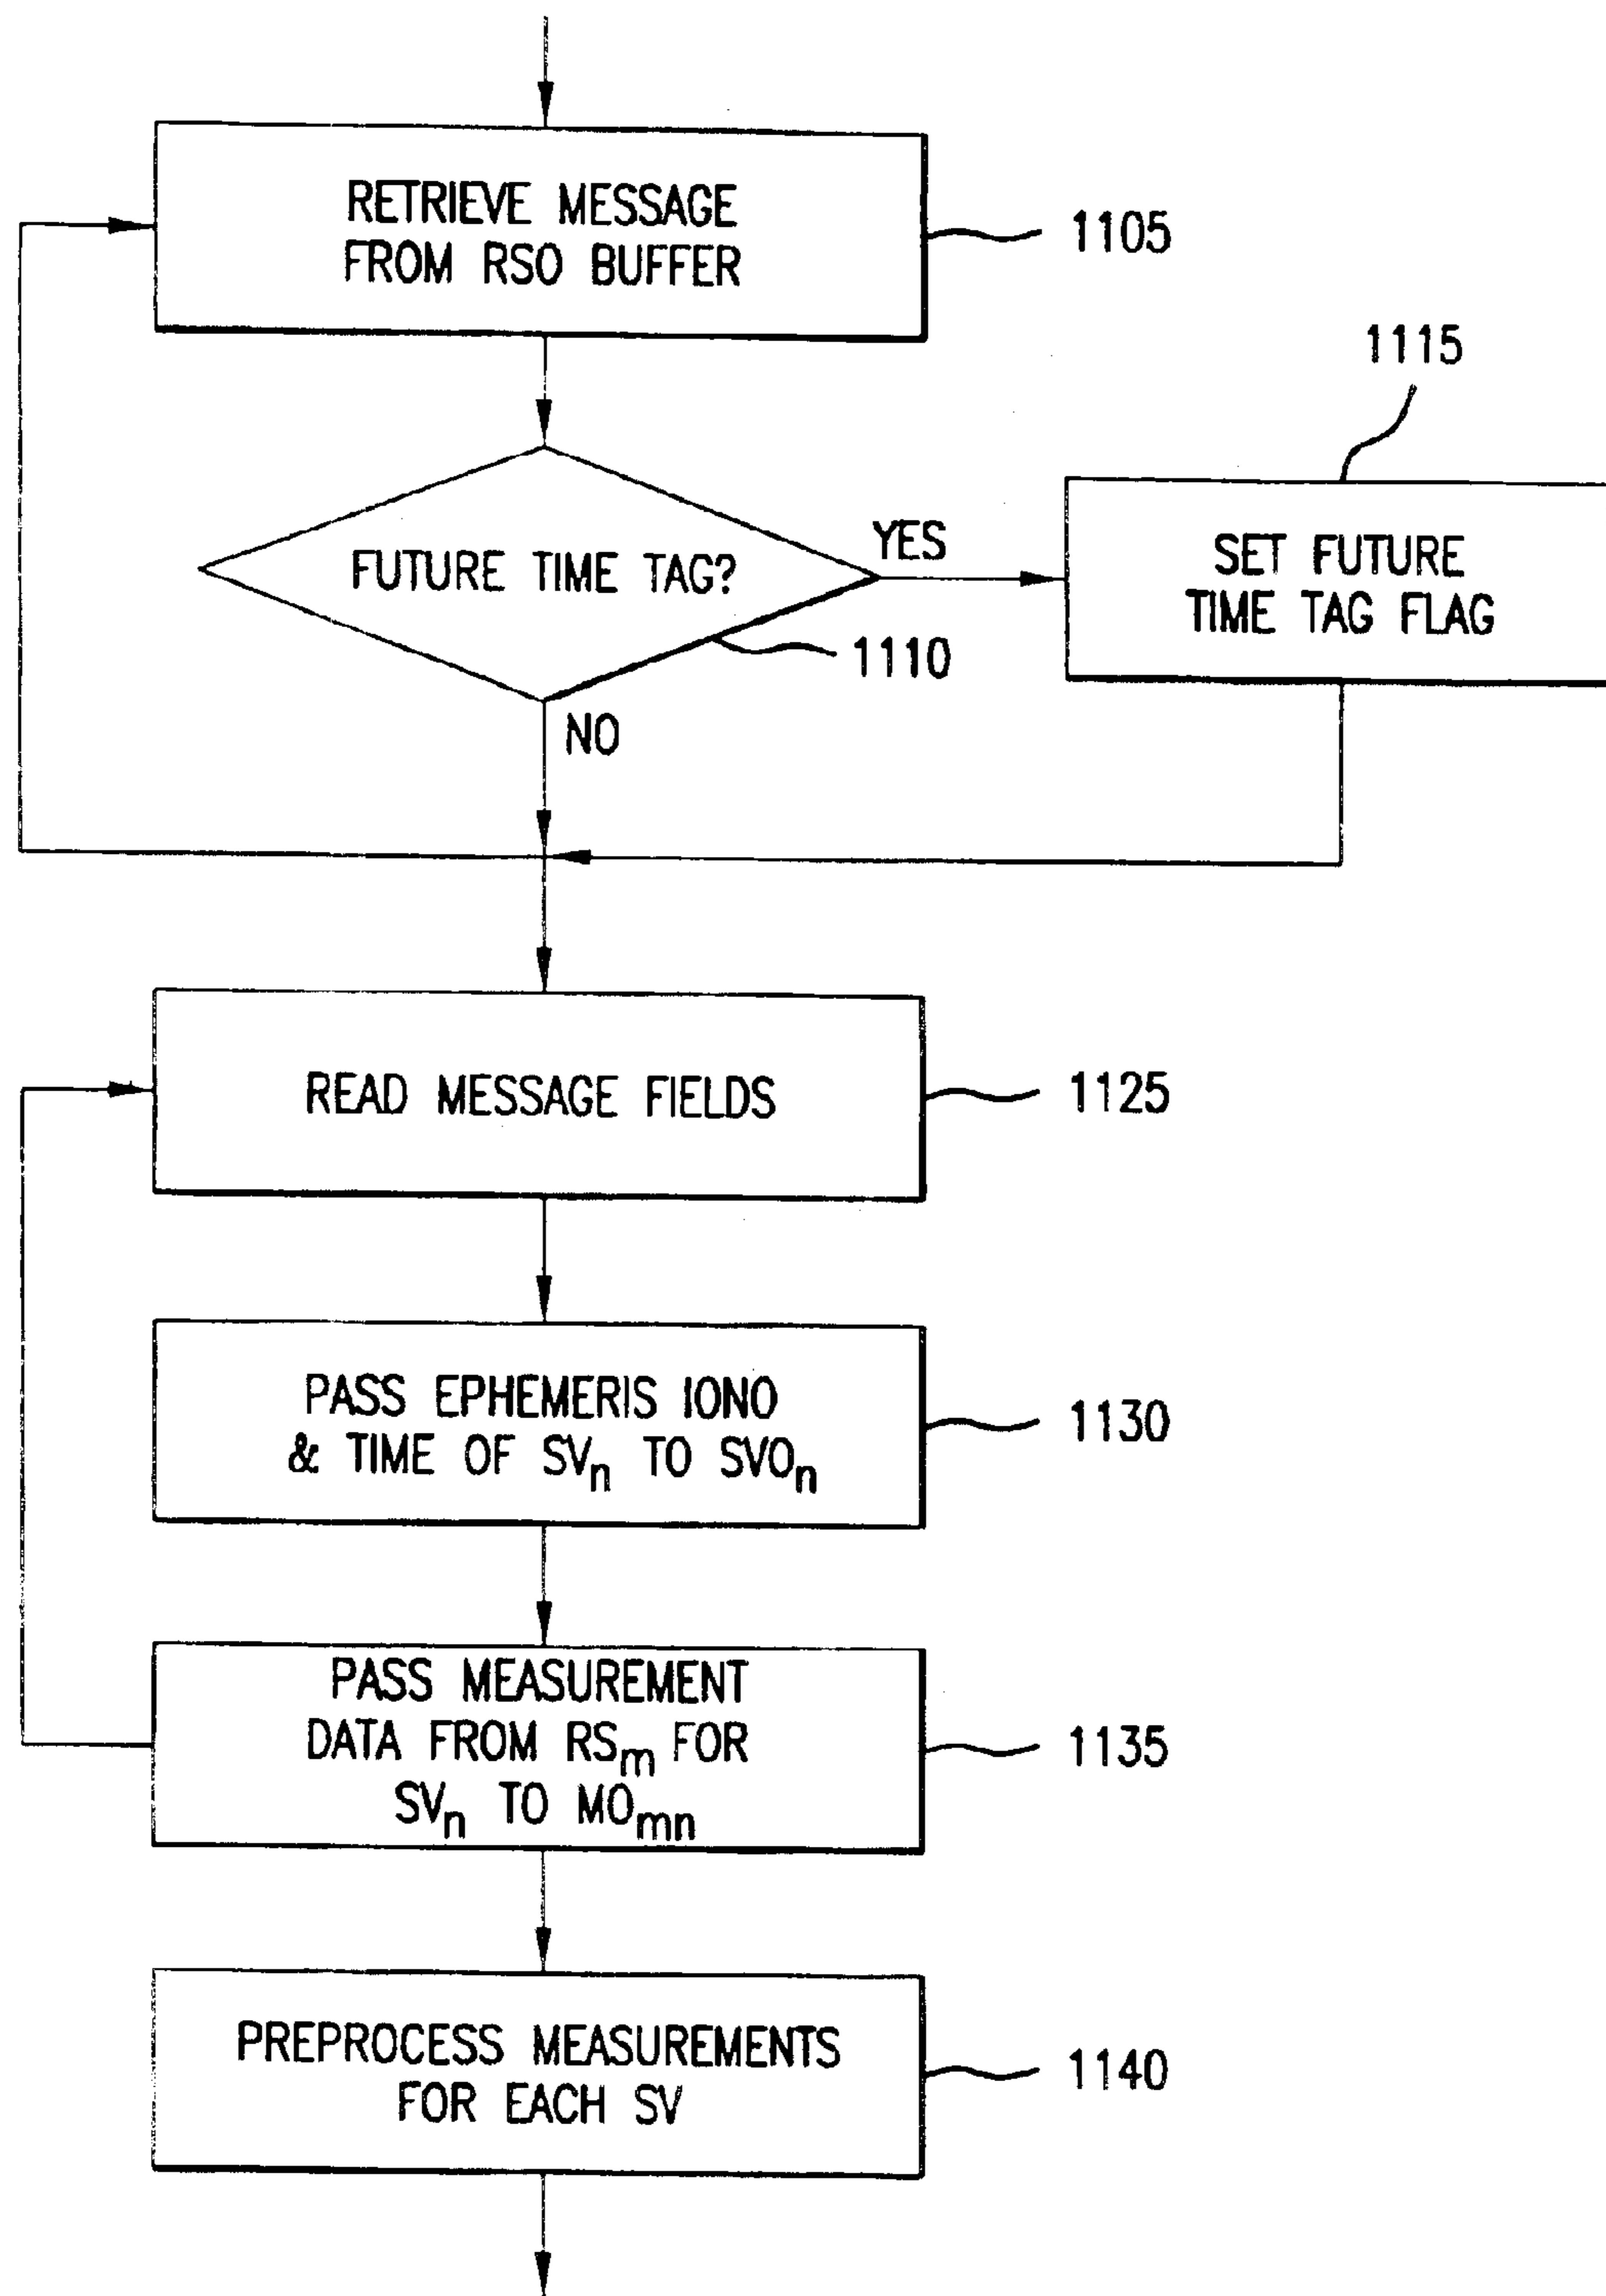 RETRIEVE MESSAGE
FROM RSO BUFFER
1105
1115
FUTURE TIME TAG?
YES
SET FUTURE
TIME TAG FLAG
1110
NO
READ MESSAGE FIELDS
1125
PASS EPHEMERIS IONO
& TIME OF SVn TO SVOn
1130
PASS MEASUREMENT
DATA FROM RSm FOR
SVn TO MOmn
1135
PREPROCESS MEASUREMENTS
FOR EACH SV
1140